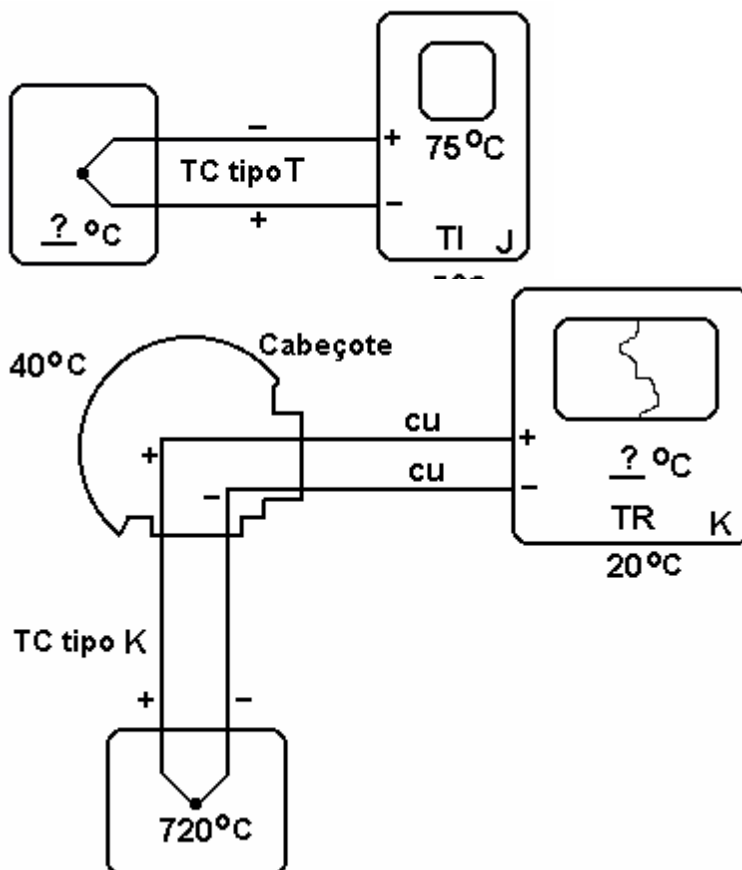 75°C
− +
TC tipo T
+ −
? °C
TI J
40°C
Cabeçote
cu
+ +
cu
− −
? °C
TR K
20°C
TC tipo K
+ −
720°C